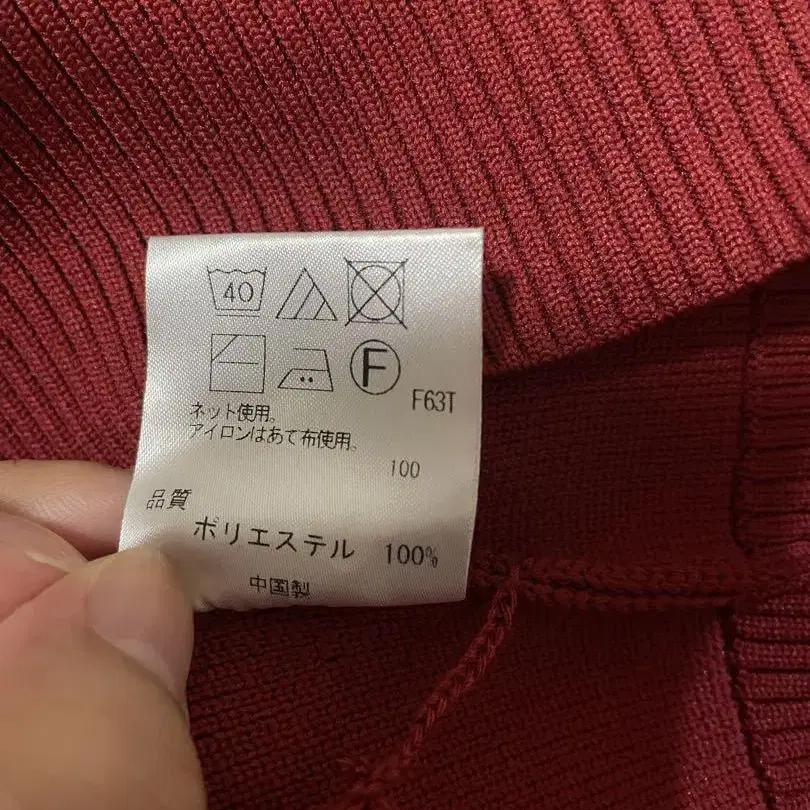 40
F
F63T
ネット使用。
アイロンはあて布使用。
100
品質
ポリエステル 100%
中国製